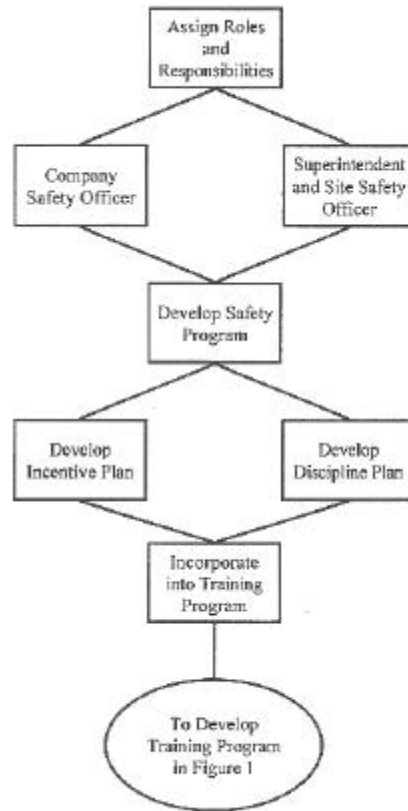 Assign Roles
and
Responsibilities
Company
Safety Officer
Superintendent
and Site Safety
Officer
Develop Safety
Program
Develop
Incentive Plan
Develop
Discipline Plan
Incorporate
into Training
Program
To Develop
Training Program
in Figure 1